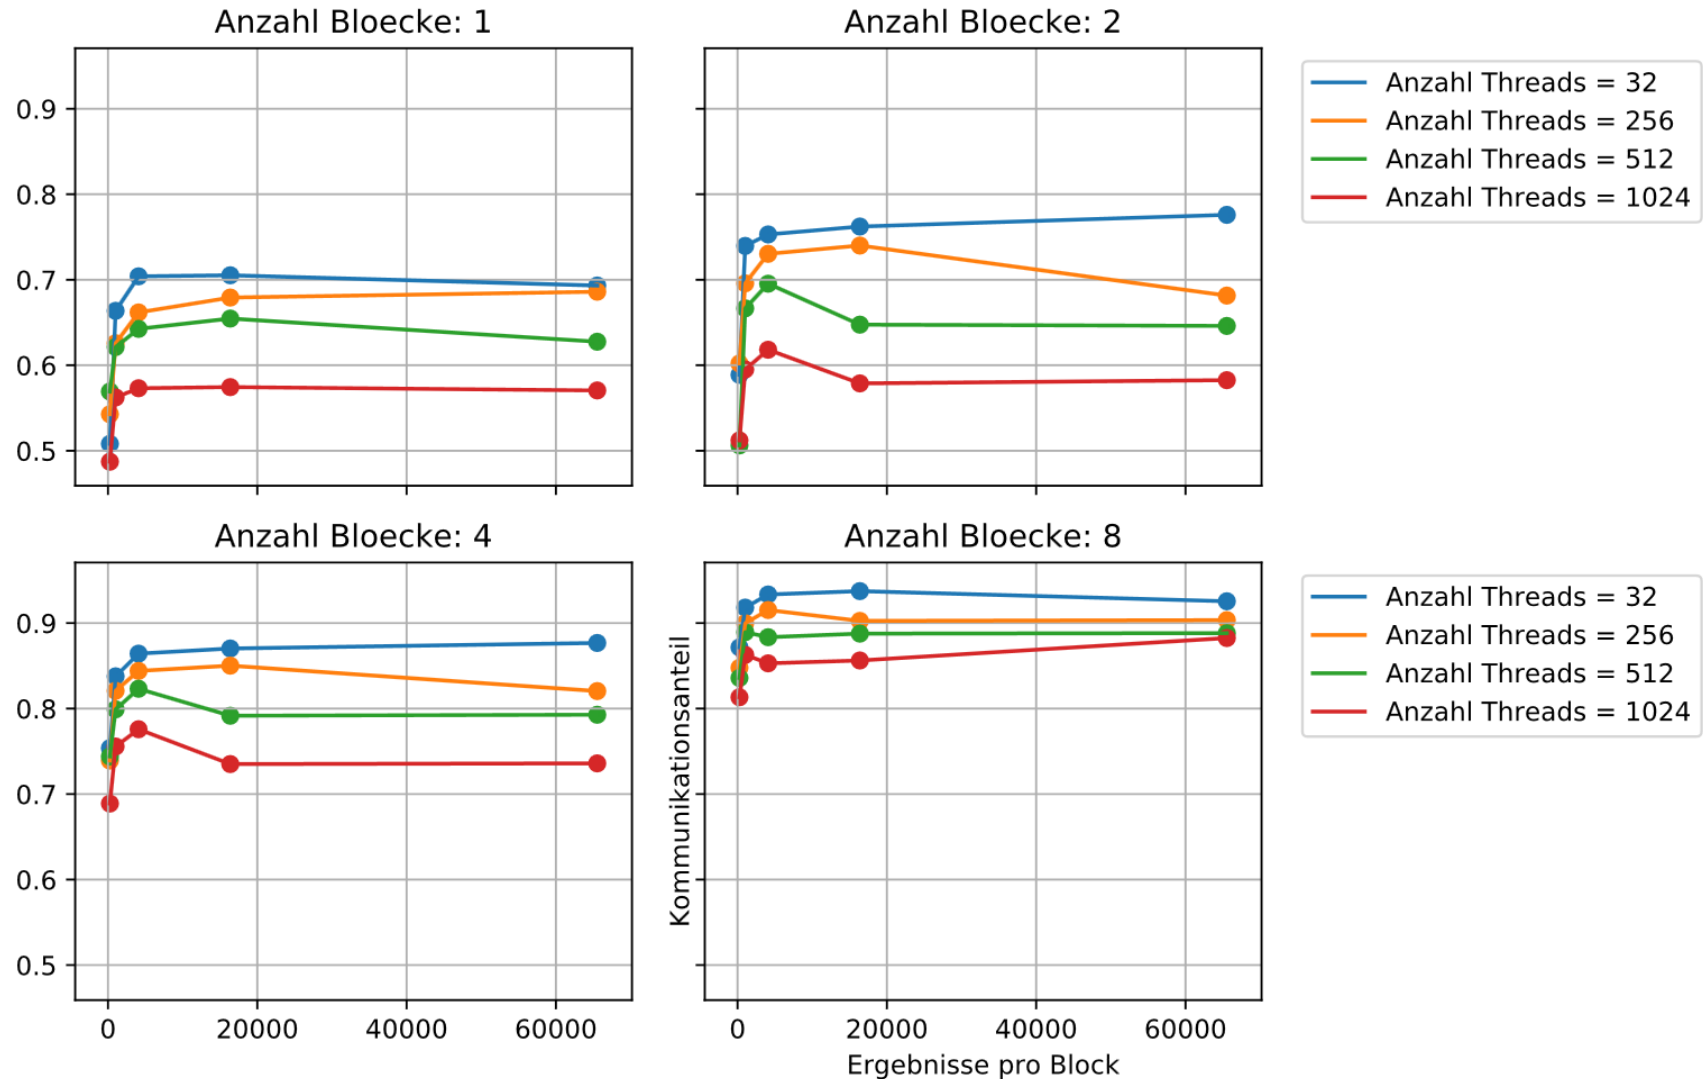 Anzahl Bloecke: 1
Anzahl Bloecke: 2
0.9
0.8
0.7
0.6
0.5
Anzahl Threads = 32
Anzahl Threads = 256
Anzahl Threads = 512
Anzahl Threads = 1024
Anzahl Bloecke: 4
Anzahl Bloecke: 8
0.9
0.8
0.7
0.6
0.5
0 20000 40000 60000
Kommunikationsanteil
0 20000 40000 60000
Ergebnisse pro Block
Anzahl Threads = 32
Anzahl Threads = 256
Anzahl Threads = 512
Anzahl Threads = 1024